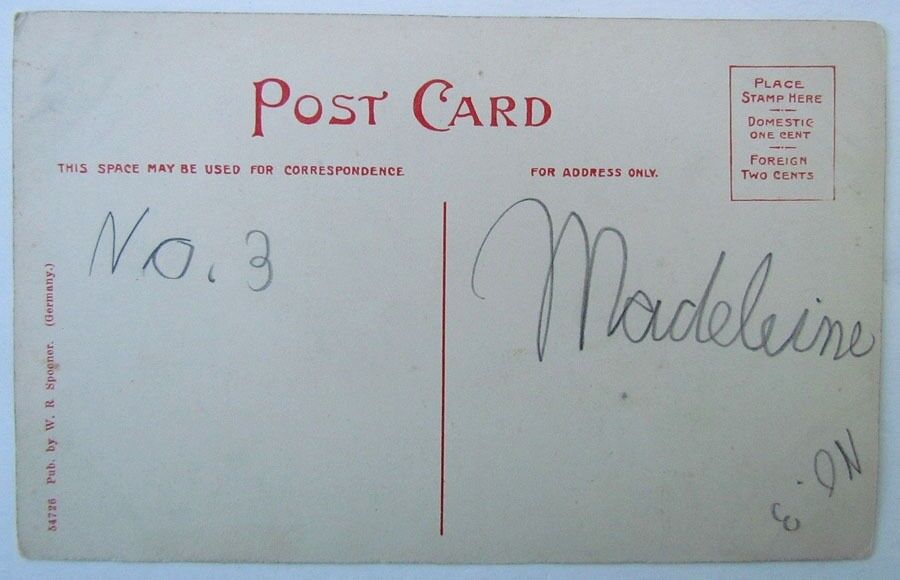 POST CARD
PLACE
STAMP HERE
DOMESTIC
ONE CENT
FOREIGN
TWO CENTS
THIS SPACE MAY BE USED FOR CORRESPONDENCE
FOR ADDRESS ONLY.
No. 3
Madeleine
No. 3
54726 Pub. by W. R. Spooner. (Germany.)